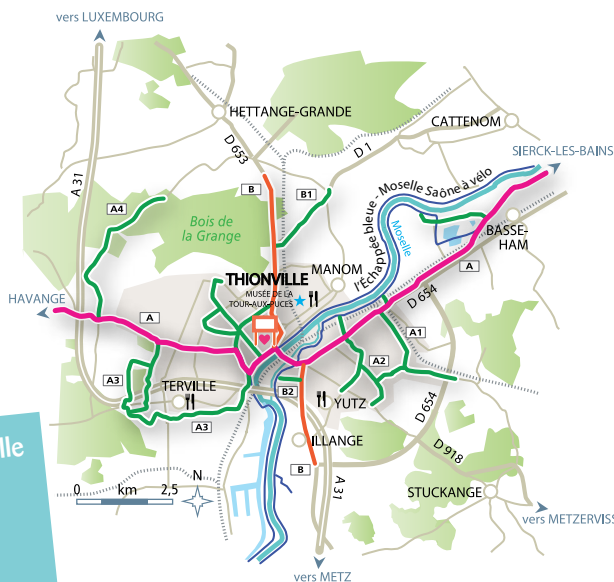 vers LUXEMBOURG
HETTANGE-GRANDE
CATTENOM
D 653
D 1
SIERCK-LES-BAINS
A 31
B
B1
A4
l'Échappée bleue - Moselle Saône à vélo
Moselle
Bois de
la Grange
BASSE-
HAM
A
THIONVILLE
MUSÉE DE LA
TOUR-AUX-PUCES
MANOM
HAVANGE
A
D 654
A1
A3
TERVILLE
A3
B2
A2
YUTZ
D 654
ILLANGE
B
A 31
D 918
STUCKANGE
lle
N
0 km 2,5
vers METZERVISS
vers METZ